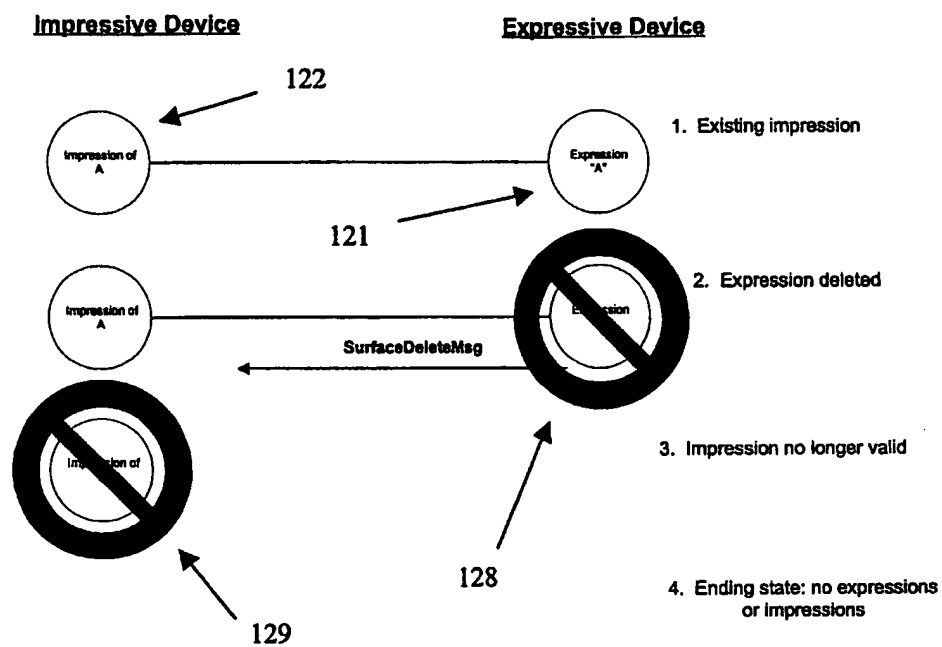 Impressive Device
Expressive Device
122
1. Existing impression
Impression of
A
Expression
"A"
121
2. Expression deleted
Impression of
A
SurfaceDeleteMsg
3. Impression no longer valid
of
128
4. Ending state: no expressions
or impressions
129